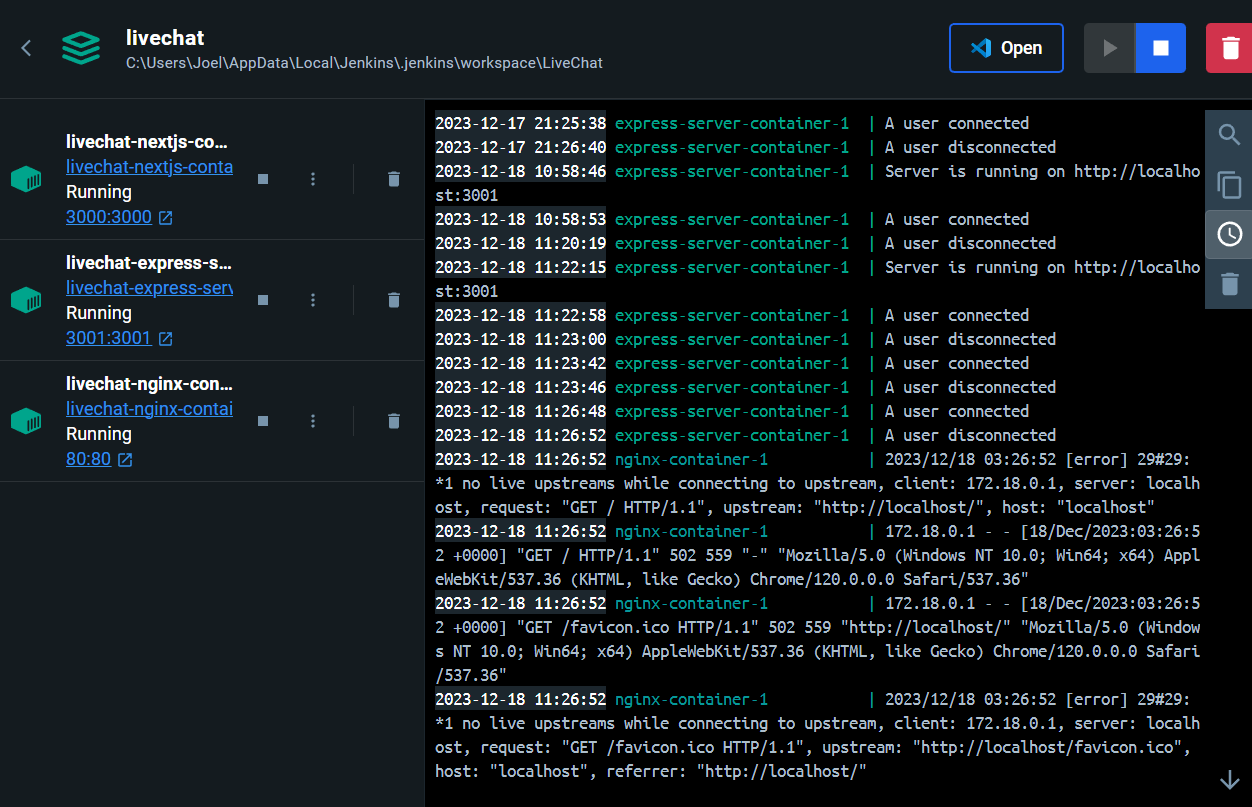 livechat
C:\Users\Joel\AppData\Local\Jenkins\.jenkins\workspace\LiveChat
Open
livechat-nextjs-co...
livechat-nextjs-conta
Running
3000:3000
livechat-express-s...
livechat-express-serv
Running
3001:3001
livechat-nginx-con...
livechat-nginx-contai
Running
80:80
2023-12-17 21:25:38 express-server-container-1 | A user connected
2023-12-17 21:26:40 express-server-container-1 | A user disconnected
2023-12-18 10:58:46 express-server-container-1 | Server is running on http://localho
st:3001
2023-12-18 10:58:53 express-server-container-1 | A user connected
2023-12-18 11:20:19 express-server-container-1 | A user disconnected
2023-12-18 11:22:15 express-server-container-1 | Server is running on http://localho
st:3001
2023-12-18 11:22:58 express-server-container-1 | A user connected
2023-12-18 11:23:00 express-server-container-1 | A user disconnected
2023-12-18 11:23:42 express-server-container-1 | A user connected
2023-12-18 11:23:46 express-server-container-1 | A user disconnected
2023-12-18 11:26:48 express-server-container-1 | A user connected
2023-12-18 11:26:52 express-server-container-1 | A user disconnected
2023-12-18 11:26:52 nginx-container-1 | 2023/12/18 03:26:52 [error] 29#29:
*1 no live upstreams while connecting to upstream, client: 172.18.0.1, server: localh
ost, request: "GET / HTTP/1.1", upstream: "http://localhost/", host: "localhost"
2023-12-18 11:26:52 nginx-container-1 | 172.18.0.1 - - [18/Dec/2023:03:26:5
2 +0000] "GET / HTTP/1.1" 502 559 "-" "Mozilla/5.0 (Windows NT 10.0; Win64; x64) Appl
eWebKit/537.36 (KHTML, like Gecko) Chrome/120.0.0.0 Safari/537.36"
2023-12-18 11:26:52 nginx-container-1 | 172.18.0.1 - - [18/Dec/2023:03:26:5
2 +0000] "GET /favicon.ico HTTP/1.1" 502 559 "http://localhost/" "Mozilla/5.0 (Window
s NT 10.0; Win64; x64) AppleWebKit/537.36 (KHTML, like Gecko) Chrome/120.0.0.0 Safari
/537.36"
2023-12-18 11:26:52 nginx-container-1 | 2023/12/18 03:26:52 [error] 29#29:
*1 no live upstreams while connecting to upstream, client: 172.18.0.1, server: localh
ost, request: "GET /favicon.ico HTTP/1.1", upstream: "http://localhost/favicon.ico",
host: "localhost", referrer: "http://localhost/"